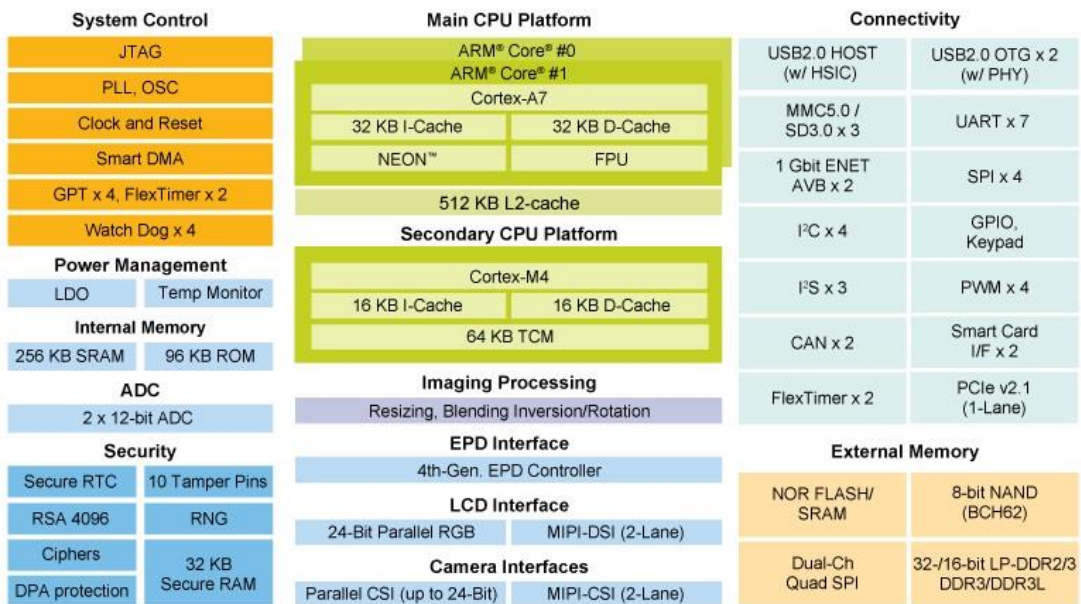 System Control
JTAG
PLL, OSC
Clock and Reset
Smart DMA
GPT x 4, FlexTimer x 2
Watch Dog x 4
Power Management
LDO
Temp Monitor
Internal Memory
256 KB SRAM
96 KB ROM
ADC
2 x 12-bit ADC
Security
Secure RTC
10 Tamper Pins
RSA 4096
RNG
Ciphers
DPA protection
32 KB
Secure RAM
Main CPU Platform
ARM® Core® #0
ARM® Core® #1
Cortex-A7
32 KB I-Cache
32 KB D-Cache
NEON™
FPU
512 KB L2-cache
Secondary CPU Platform
Cortex-M4
16 KB I-Cache
16 KB D-Cache
64 KB TCM
Imaging Processing
Resizing, Blending Inversion/Rotation
EPD Interface
4th-Gen. EPD Controller
LCD Interface
24-Bit Parallel RGB
MIPI-DSI (2-Lane)
Camera Interfaces
Parallel CSI (up to 24-Bit)
MIPI-CSI (2-Lane)
Connectivity
USB2.0 HOST
(w/ HSIC)
USB2.0 OTG x 2
(w/ PHY)
MMC5.0 /
SD3.0 x 3
UART x 7
1 Gbit ENET
AVB x 2
SPI x 4
I²C x 4
GPIO,
Keypad
I²S x 3
PWM x 4
CAN x 2
Smart Card
I/F x 2
FlexTimer x 2
PCIe v2.1
(1-Lane)
External Memory
NOR FLASH/
SRAM
8-bit NAND
(BCH62)
Dual-Ch
Quad SPI
32-/16-bit LP-DDR2/3
DDR3/DDR3L